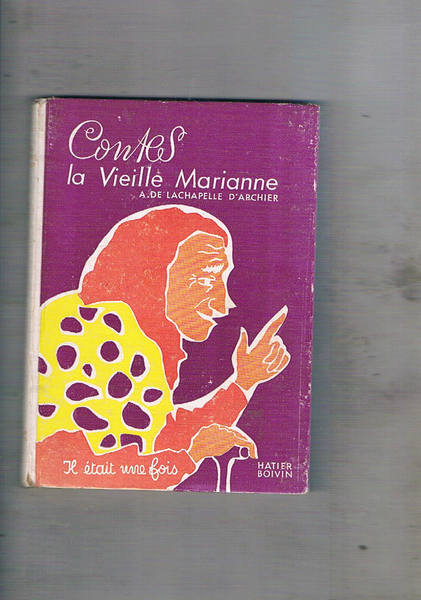 Contes
la Vieille Marianne
A. DE LACHAPELLE D'ARCHIER
Il était une fois
HATIER
BOIVIN